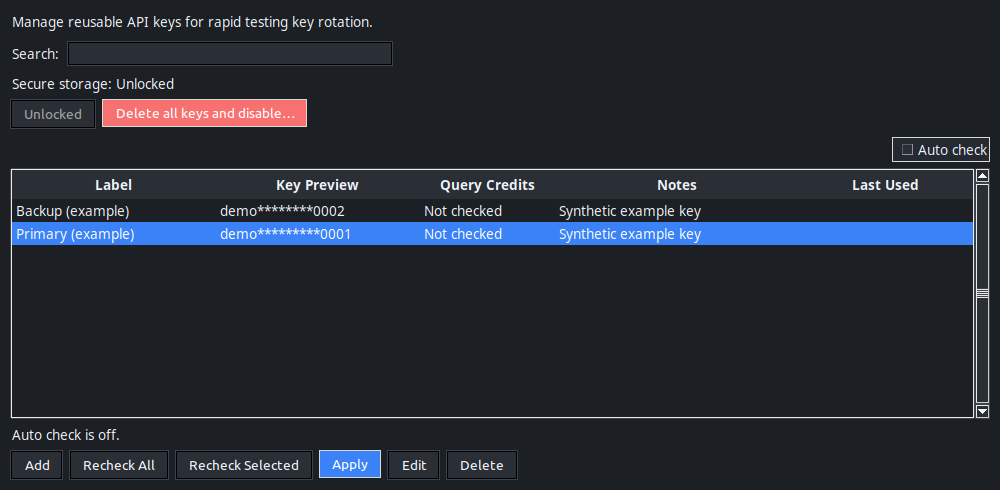 Manage reusable API keys for rapid testing key rotation.
Search:
Secure storage: Unlocked
Unlocked Delete all keys and disable...
Auto check
Label Key Preview Query Credits Notes Last Used
Backup (example) demo********0002 Not checked Synthetic example key
Primary (example) demo*********0001 Not checked Synthetic example key
Auto check is off.
Add Recheck All Recheck Selected Apply Edit Delete